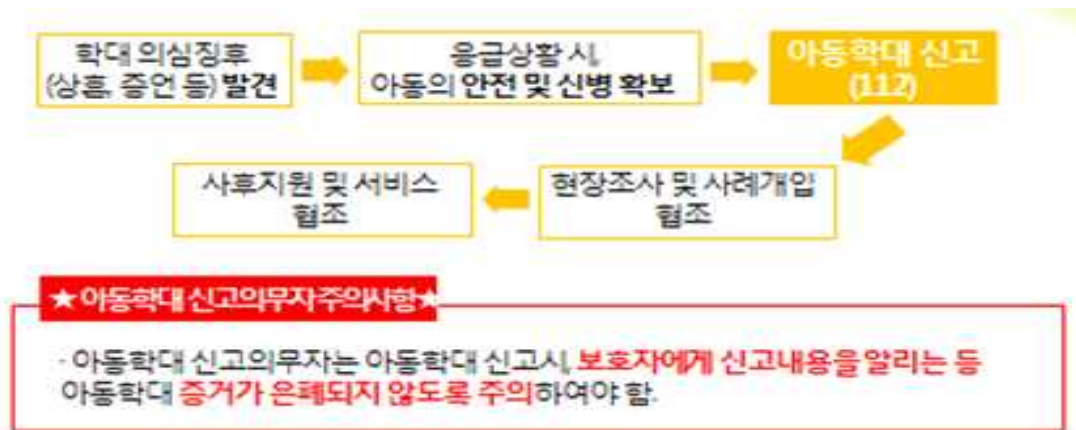 학대 의심징후
(상흔, 증언 등) 발견
응급상황 시,
아동의 안전 및 신병 확보
아동학대 신고
(112)
현장조사 및 사례개입
협조
사후지원 및 서비스
협조
★ 아동학대 신고의무자 주의사항★
- 아동학대 신고의무자는 아동학대 신고시, 보호자에게 신고내용을 알리는 등
아동학대 증거가 은폐되지 않도록 주의하여야 함.